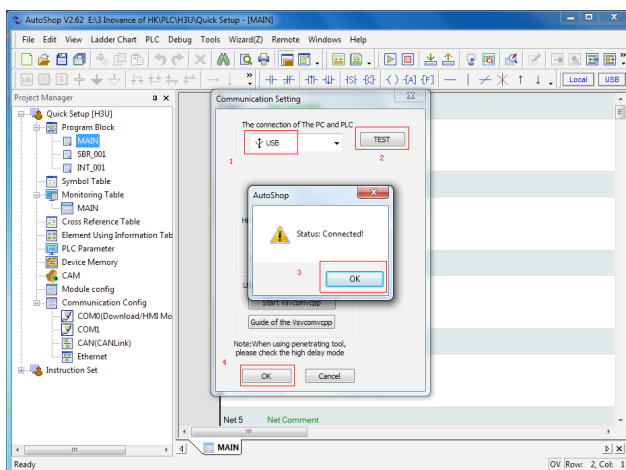 AutoShop V2.62 E:\3 Inovance of HK\PLC\H3U\Quick Setup - [MAIN]
File Edit View Ladder Chart PLC Debug Tools Wizard(Z) Remote Windows Help
Local USB
Project Manager
Quick Setup [H3U]
Program Block
MAIN
SBR_001
INT_001
Symbol Table
Monitoring Table
MAIN
Cross Reference Table
Element Using Information Tab
PLC Parameter
Device Memory
CAM
Module config
Communication Config
COM0(Download/HMI Mo
COM1
CAN(CANLink)
Ethernet
Instruction Set
Communication Setting
The connection of The PC and PLC
USB
TEST
1
2
AutoShop
Status: Connected!
3
OK
Start Vsvcomvcpp
Guide of the Vsvcomvcpp
Note:When using penetrating tool,
please check the high delay mode
4
OK Cancel
Net 5 Net Comment
MAIN
Ready
OV Row: 2, Col: 1